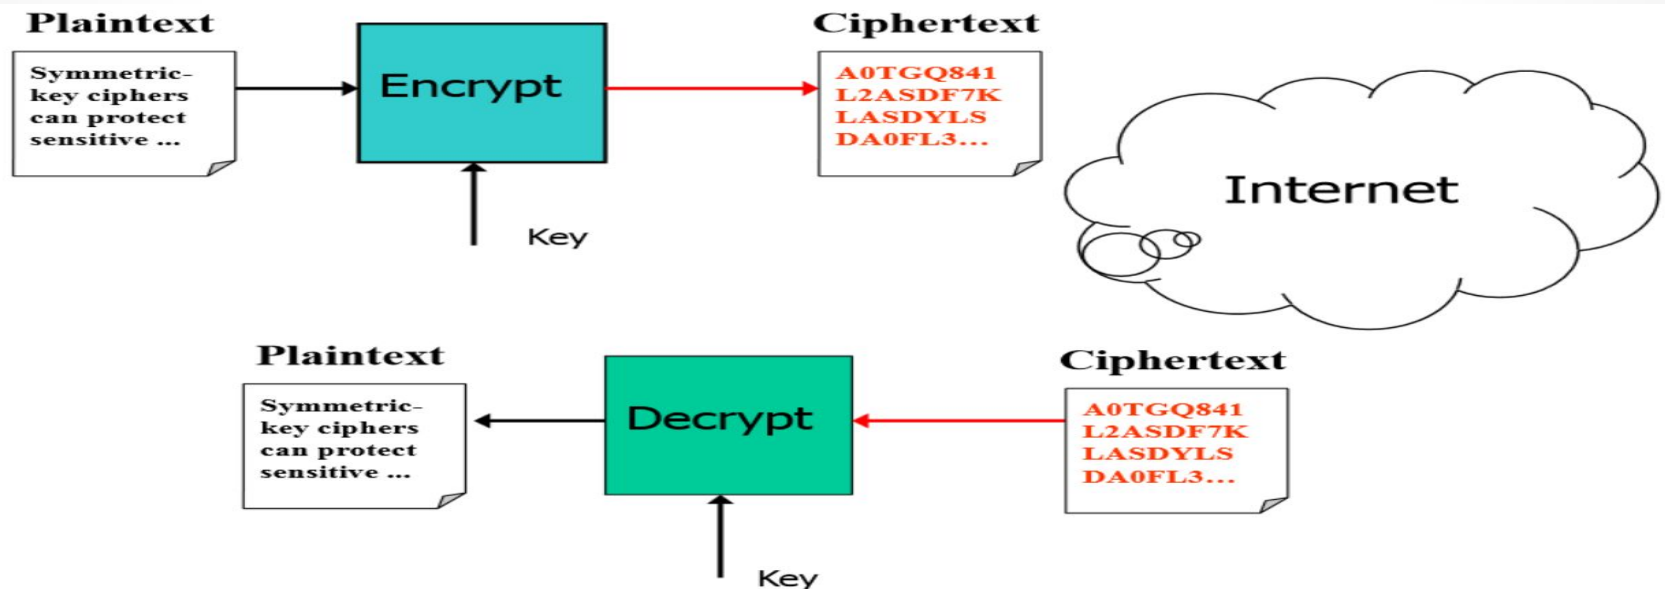 Plaintext
Symmetric-
key ciphers
can protect
sensitive ...
Encrypt
Key
Ciphertext
A0TGQ841
L2ASDF7K
LASDYLS
DA0FL3...
Internet
Plaintext
Symmetric-
key ciphers
can protect
sensitive ...
Decrypt
Key
Ciphertext
A0TGQ841
L2ASDF7K
LASDYLS
DA0FL3...